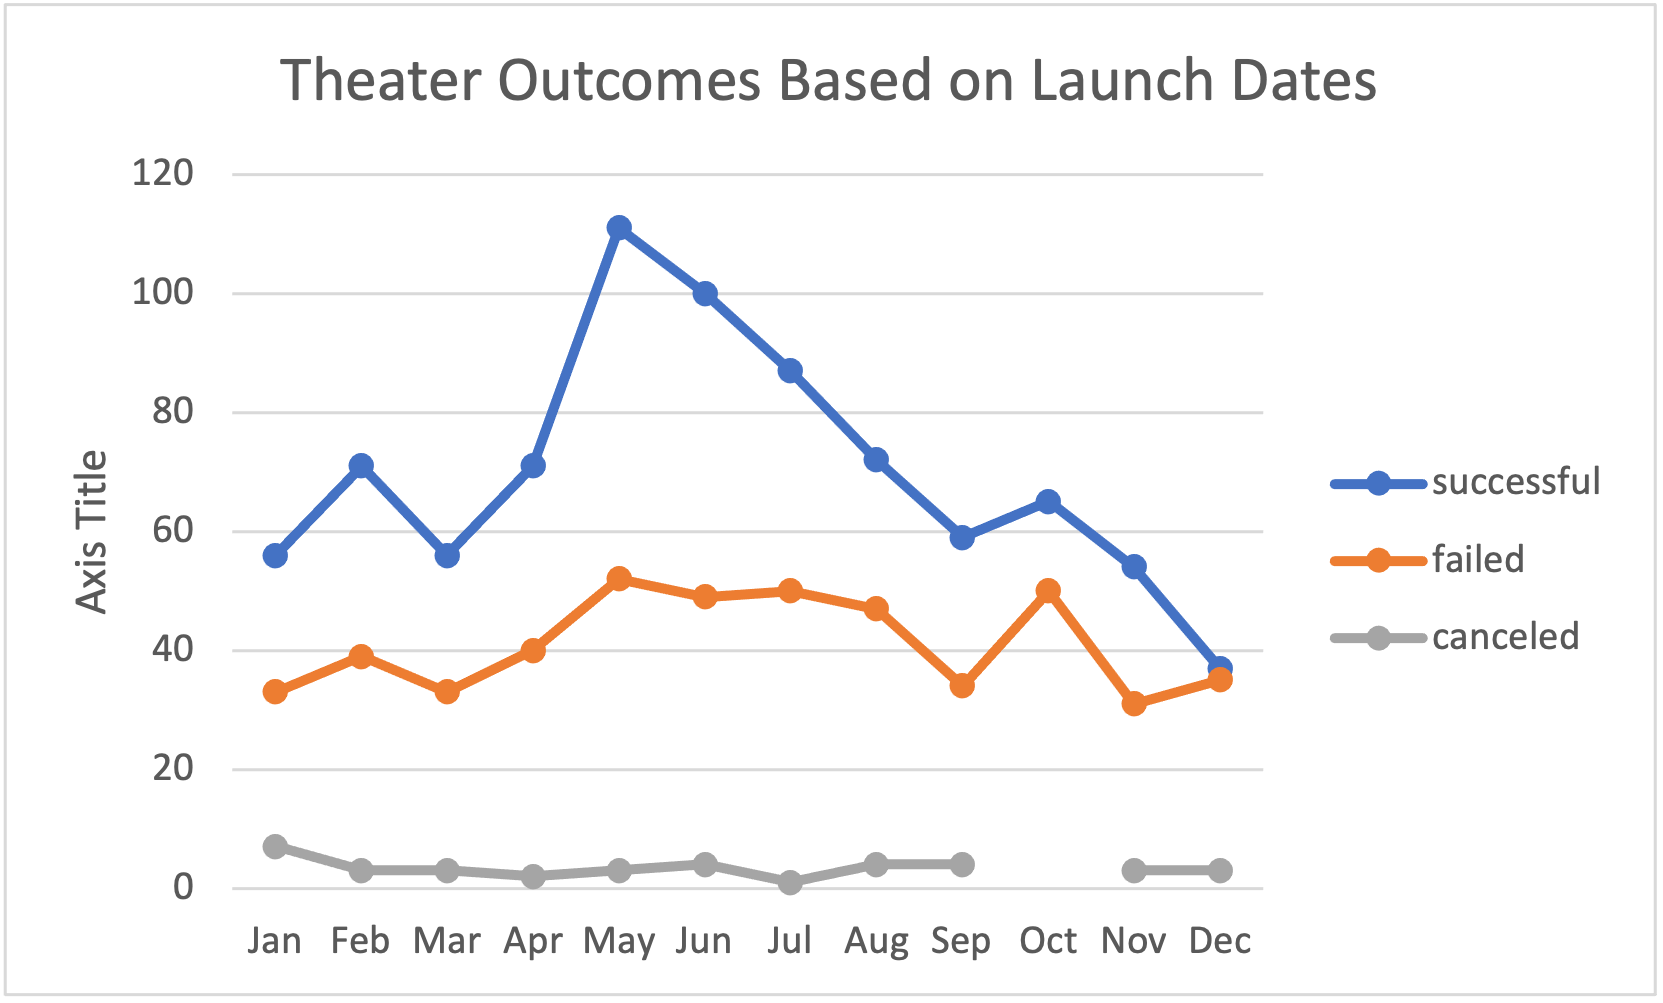 Theater Outcomes Based on Launch Dates
120
100
80
60
40
20
0
Axis Title
Jan Feb Mar Apr May Jun Jul Aug Sep Oct Nov Dec
successful
failed
canceled